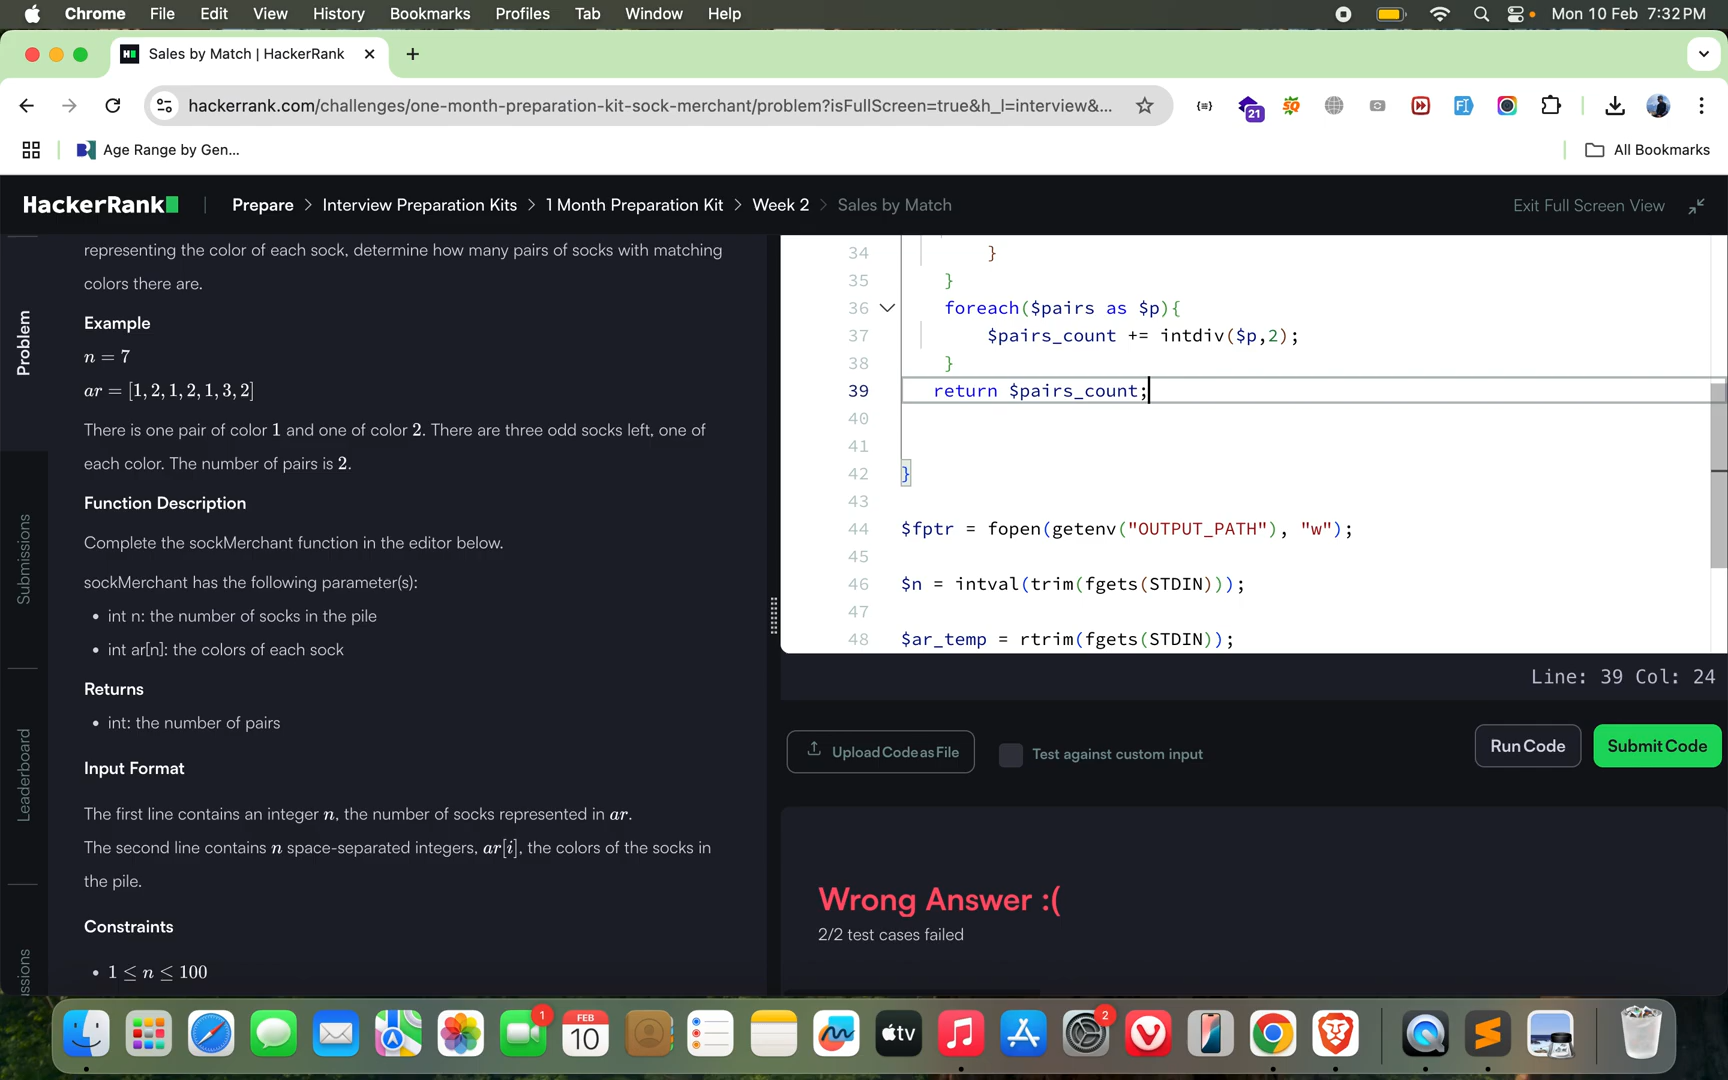 Chrome File Edit View History Bookmarks Profiles Tab Window Help Mon 10 Feb 7:32 PM
Sales by Match | HackerRank
hackerrank.com/challenges/one-month-preparation-kit-sock-merchant/problem?isFullScreen=true&h_l=interview&...
21
Age Range by Gen...
All Bookmarks
HackerRank Prepare > Interview Preparation Kits > 1 Month Preparation Kit > Week 2 > Sales by Match
Exit Full Screen View
Problem
Submissions
Leaderboard
representing the color of each sock, determine how many pairs of socks with matching
colors there are.
Example
n = 7
ar = [1, 2, 1, 2, 1, 3, 2]
There is one pair of color 1 and one of color 2. There are three odd socks left, one of
each color. The number of pairs is 2.
Function Description
Complete the sockMerchant function in the editor below.
sockMerchant has the following parameter(s):
• int n: the number of socks in the pile
• int ar[n]: the colors of each sock
Returns
• int: the number of pairs
Input Format
The first line contains an integer n, the number of socks represented in ar.
The second line contains n space-separated integers, ar[i], the colors of the socks in
the pile.
Constraints
• 1 ≤ n ≤ 100
34 }
35 }
36 foreach($pairs as $p){
37 $pairs_count += intdiv($p,2);
38 }
39 return $pairs_count;
40
41
42 }
43
44 $fptr = fopen(getenv("OUTPUT_PATH"), "w");
45
46 $n = intval(trim(fgets(STDIN)));
47
48 $ar_temp = rtrim(fgets(STDIN));
Line: 39 Col: 24
Upload Code as File
Test against custom input
Run Code
Submit Code
Wrong Answer :(
2/2 test cases failed
1
FEB
10
tv
2